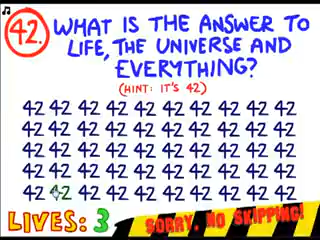 42. WHAT IS THE ANSWER TO
LIFE, THE UNIVERSE AND
EVERYTHING?
(HINT: IT'S 42)
42 42 42 42 42 42 42 42 42 42
42 42 42 42 42 42 42 42 42 42
42 42 42 42 42 42 42 42 42 42
42 42 42 42 42 42 42 42 42 42
42 42 42 42 42 42 42 42 42 42
LIVES: 3 SORRY, NO SKIPPING!